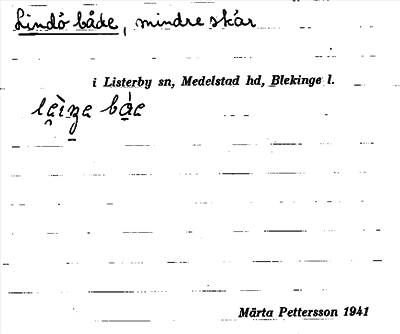 Lindö både, mindre skär
i Listerby sn, Medelstad hd, Blekinge l.
Märta Pettersson 1941